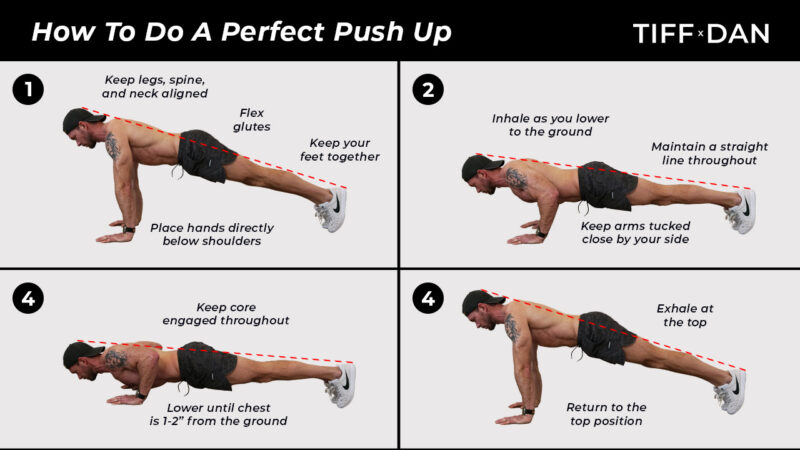 How To Do A Perfect Push Up
TIFF x DAN
1
Keep legs, spine,
and neck aligned
Flex
glutes
Keep your
feet together
Place hands directly
below shoulders
2
Inhale as you lower
to the ground
Maintain a straight
line throughout
Keep arms tucked
close by your side
4
Keep core
engaged throughout
Lower until chest
is 1-2” from the ground
4
Exhale at
the top
Return to the
top position